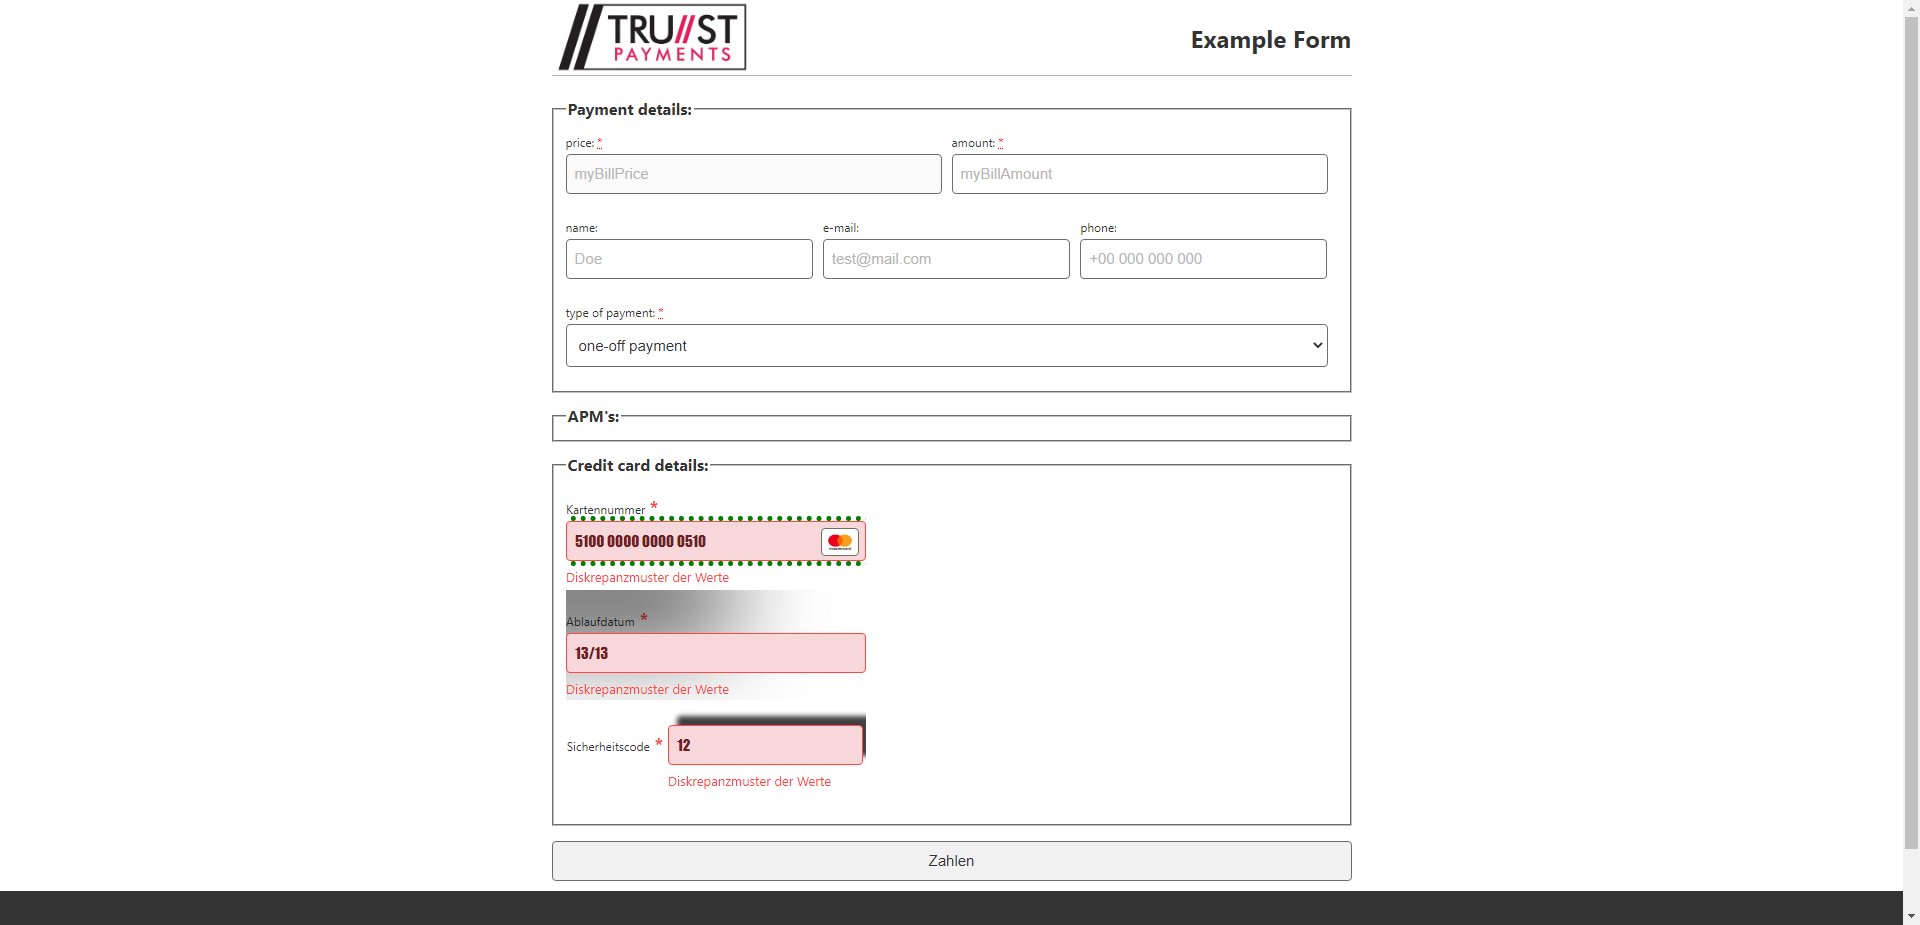 TRU//ST
PAYMENTS
Example Form
Payment details:
price: *
amount: *
myBillPrice
myBillAmount
name:
e-mail:
phone:
Doe
test@mail.com
+00 000 000 000
type of payment: *
one-off payment
APM's:
Credit card details:
Kartennummer *
5100 0000 0000 0510
mastercard
Diskrepanzmuster der Werte
Ablaufdatum *
13/13
Diskrepanzmuster der Werte
Sicherheitscode *
12
Diskrepanzmuster der Werte
Zahlen